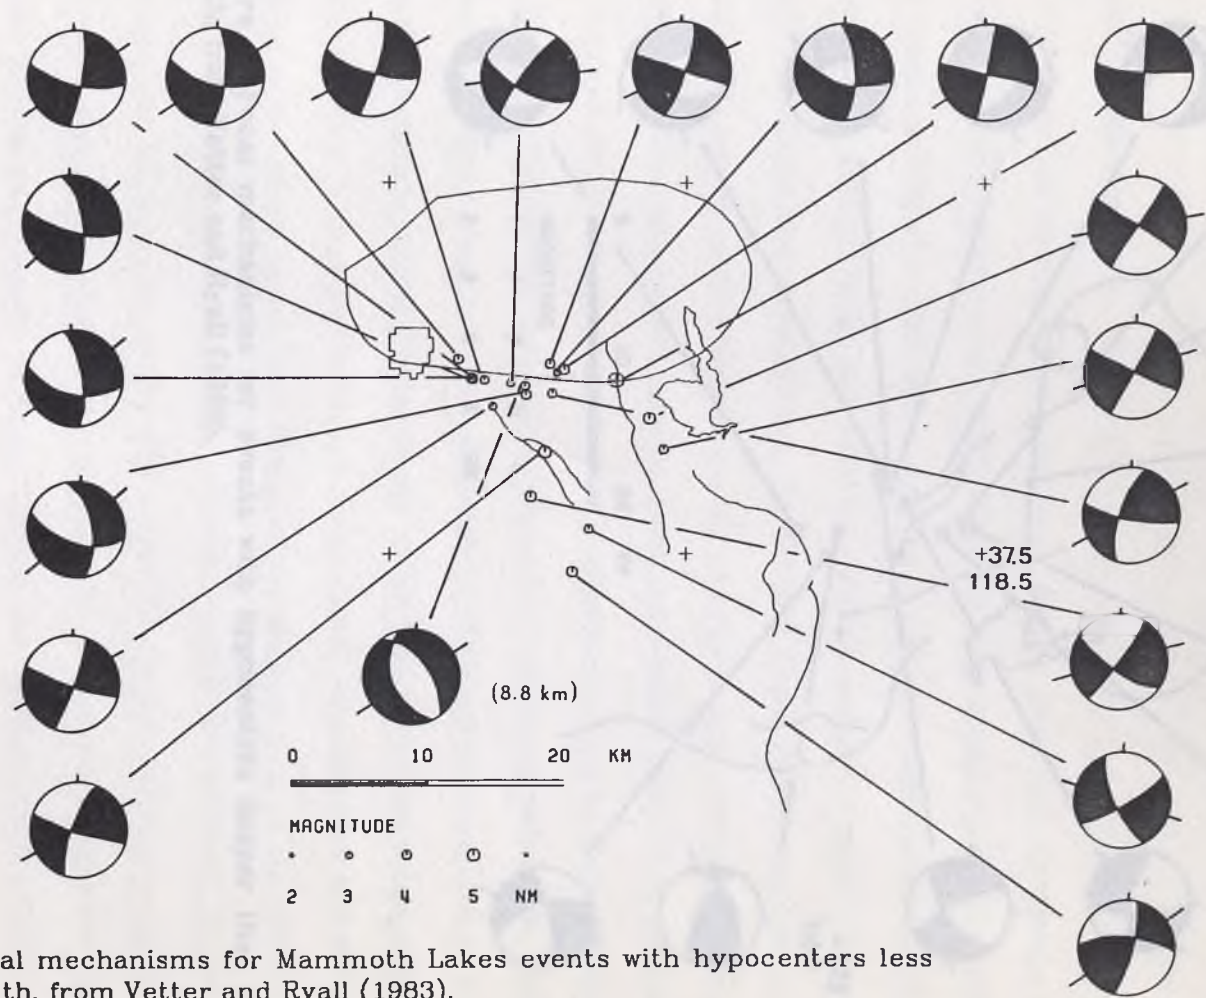 +37.5
118.5
(8.8 km)
0 10 20 KM
MAGNITUDE
2 3 4 5 NM
al mechanisms for Mammoth Lakes events with hypocenters less
th, from Vetter and Ryall (1983).